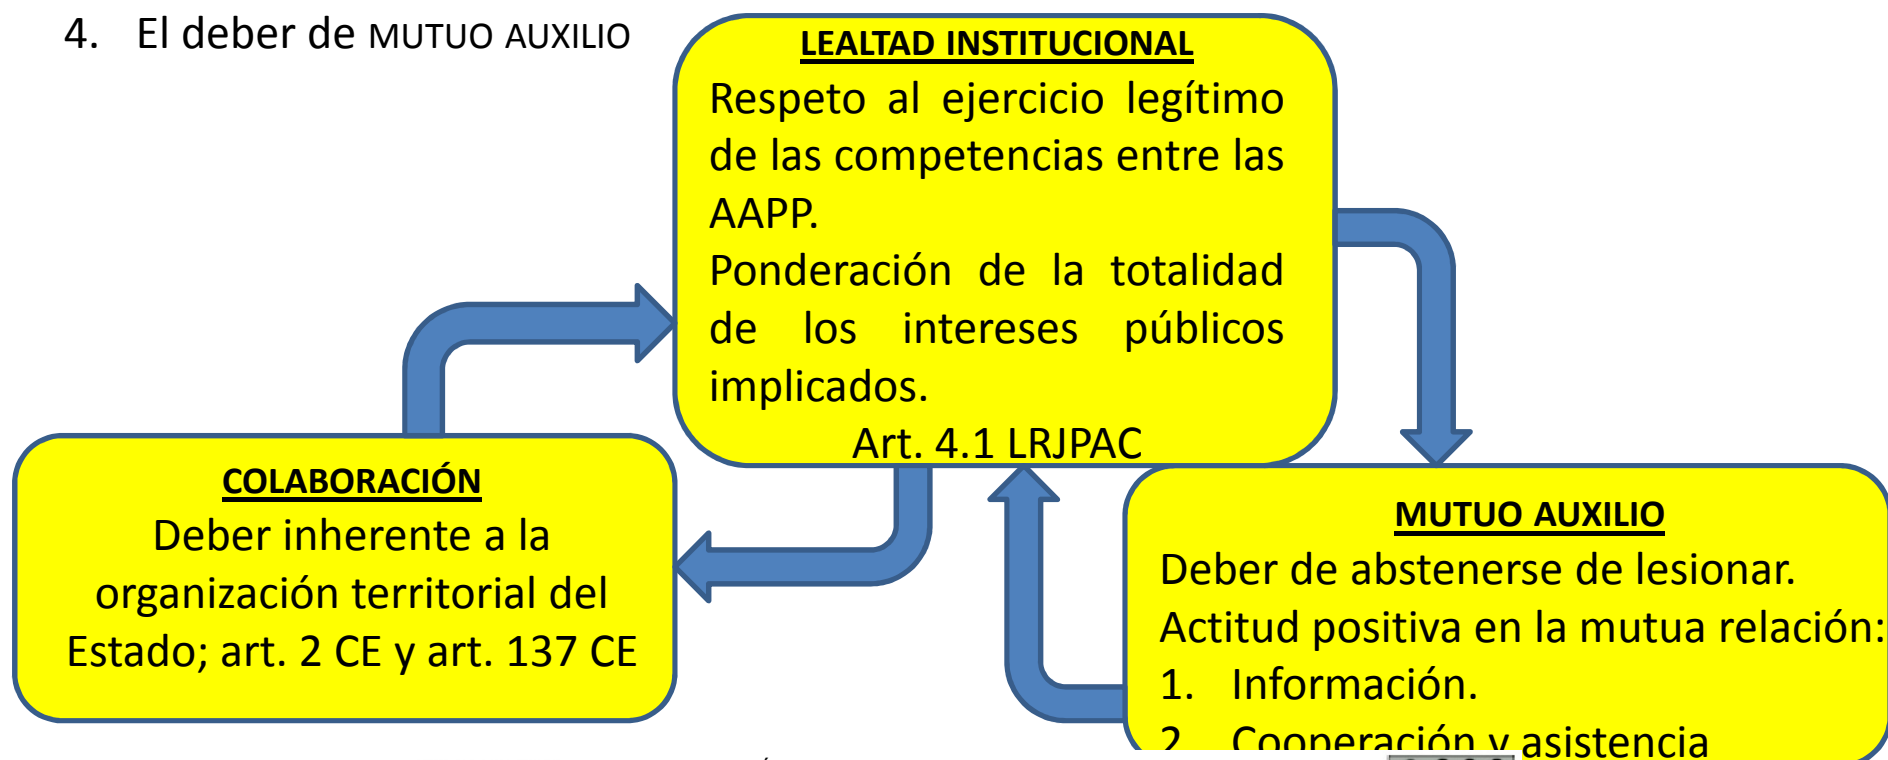 4. El deber de MUTUO AUXILIO
LEALTAD INSTITUCIONAL
Respeto al ejercicio legítimo
de las competencias entre las
AAPP.
Ponderación de la totalidad
de los intereses públicos
implicados.
Art. 4.1 LRJPAC
COLABORACIÓN
Deber inherente a la
organización territorial del
Estado; art. 2 CE y art. 137 CE
MUTUO AUXILIO
Deber de abstenerse de lesionar.
Actitud positiva en la mutua relación:
1. Información.
2. Cooperación y asistencia